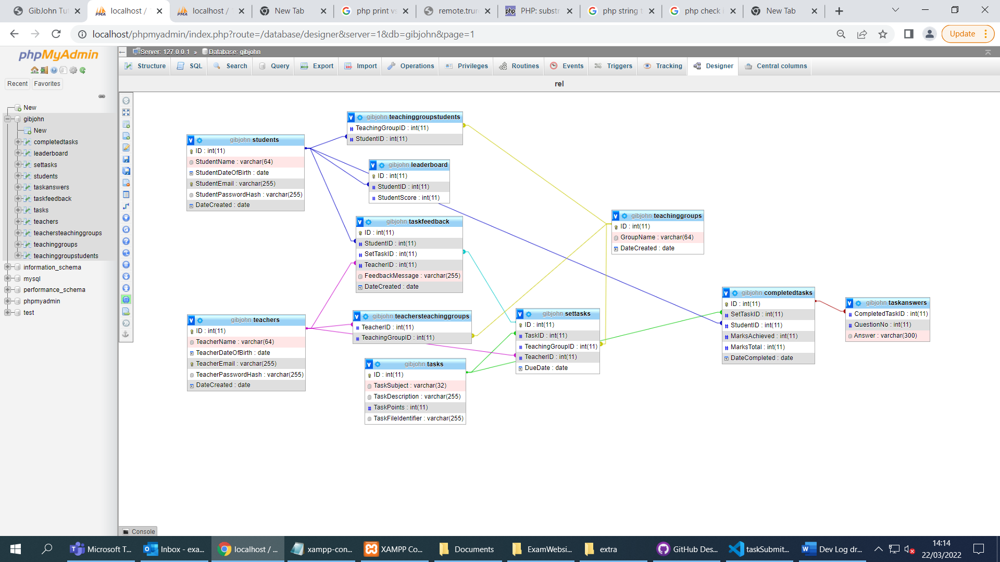 GibJohn Tu
localhost /
localhost /
New Tab
php print vs
remote.trun
PHP: substr
php string t
php check i
New Tab
localhost/phpmyadmin/index.php?route=/database/designer&server=1&db=gibjohn&page=1
Update
phpMyAdmin
Recent
Favorites
New
gibjohn
New
completedtasks
leaderboard
settasks
students
taskanswers
taskfeedback
tasks
teachers
teachersteachinggroups
teachinggroups
teachinggroupstudents
information_schema
mysql
performance_schema
phpmyadmin
test
Server: 127.0.0.1 » Database: gibjohn
Structure
SQL
Search
Query
Export
Import
Operations
Privileges
Routines
Events
Triggers
Tracking
Designer
Central columns
rel
gibjohn teachinggroupstudents
TeachingGroupID : int(11)
StudentID : int(11)
gibjohn students
ID : int(11)
StudentName : varchar(64)
StudentDateOfBirth : date
StudentEmail : varchar(255)
StudentPasswordHash : varchar(255)
DateCreated : date
gibjohn leaderboard
ID : int(11)
StudentID : int(11)
StudentScore : int(11)
gibjohn taskfeedback
ID : int(11)
StudentID : int(11)
SetTaskID : int(11)
TeacherID : int(11)
FeedbackMessage : varchar(255)
DateCreated : date
gibjohn teachinggroups
ID : int(11)
GroupName : varchar(64)
DateCreated : date
gibjohn teachers
ID : int(11)
TeacherName : varchar(64)
TeacherDateOfBirth : date
TeacherEmail : varchar(255)
TeacherPasswordHash : varchar(255)
DateCreated : date
gibjohn teachersteachinggroups
TeacherID : int(11)
TeachingGroupID : int(11)
gibjohn tasks
ID : int(11)
TaskSubject : varchar(32)
TaskDescription : varchar(255)
TaskPoints : int(11)
TaskFileIdentifier : varchar(255)
gibjohn settasks
ID : int(11)
TaskID : int(11)
TeachingGroupID : int(11)
TeacherID : int(11)
DueDate : date
gibjohn completedtasks
ID : int(11)
SetTaskID : int(11)
StudentID : int(11)
MarksAchieved : int(11)
MarksTotal : int(11)
DateCompleted : date
gibjohn taskanswers
CompletedTaskID : int(11)
QuestionNo : int(11)
Answer : varchar(300)
Console
Microsoft T...
Inbox - exa...
localhost / ...
xampp-con...
XAMPP Co...
Documents
ExamWebsi...
extra
GitHub Des...
taskSubmit...
Dev Log dr...
14:14
22/03/2022